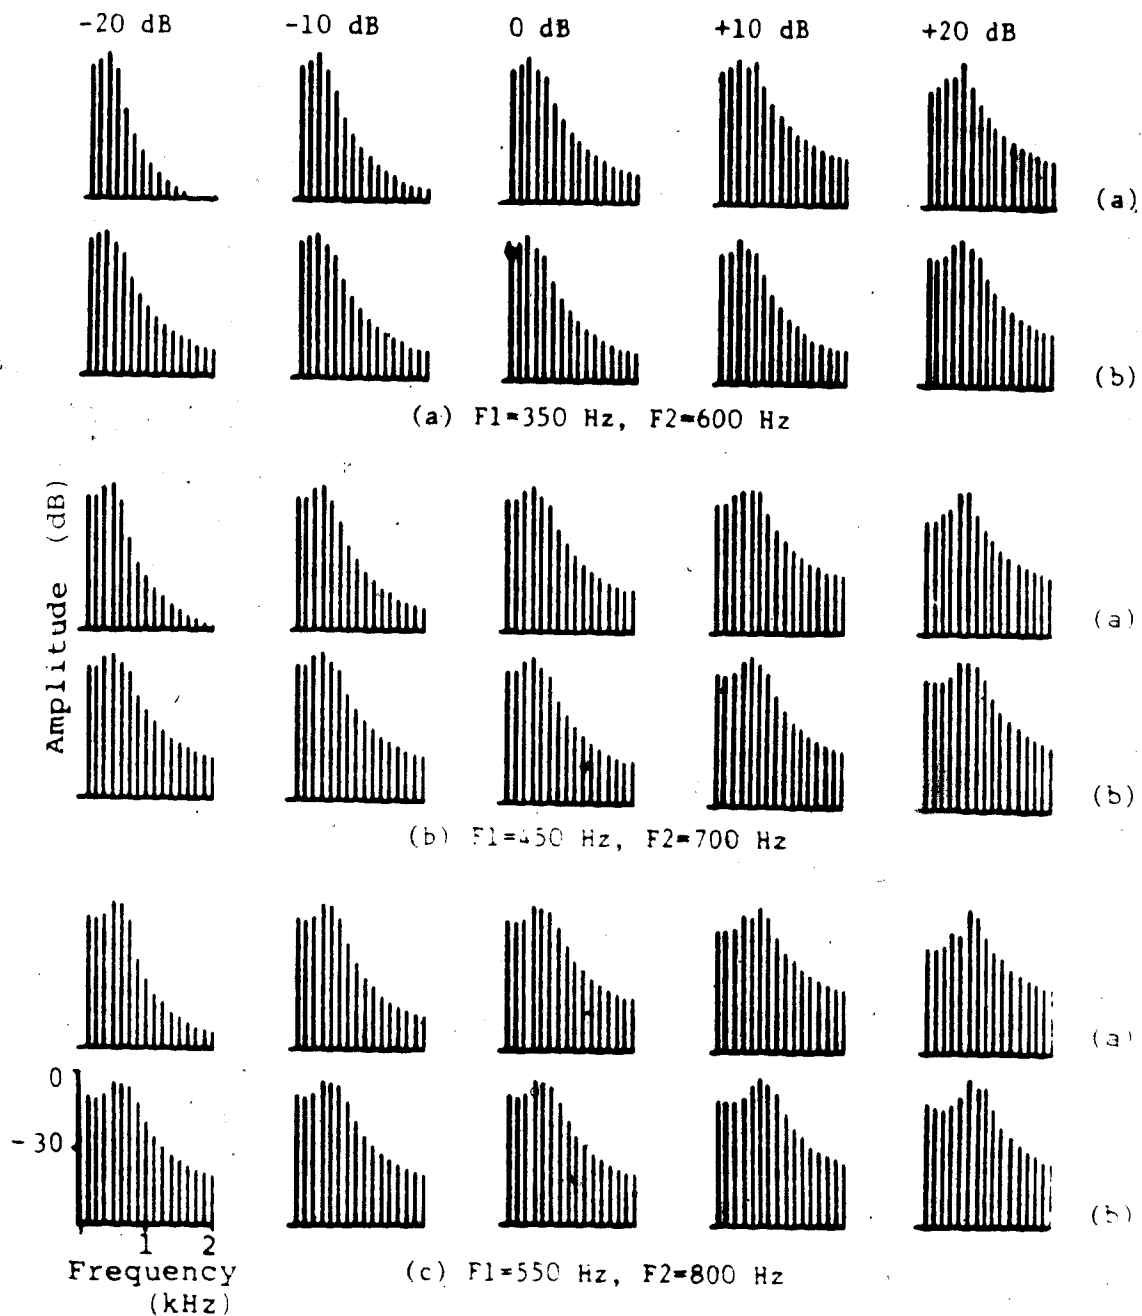 -20 dB -10 dB 0 dB +10 dB +20 dB
(a)
(b)
(a) F1=350 Hz, F2=600 Hz
Amplitude (dB)
(a)
(b)
(b) F1=450 Hz, F2=700 Hz
(a)
0
-30
(b)
1 2
Frequency
(kHz)
(c) F1=550 Hz, F2=800 Hz